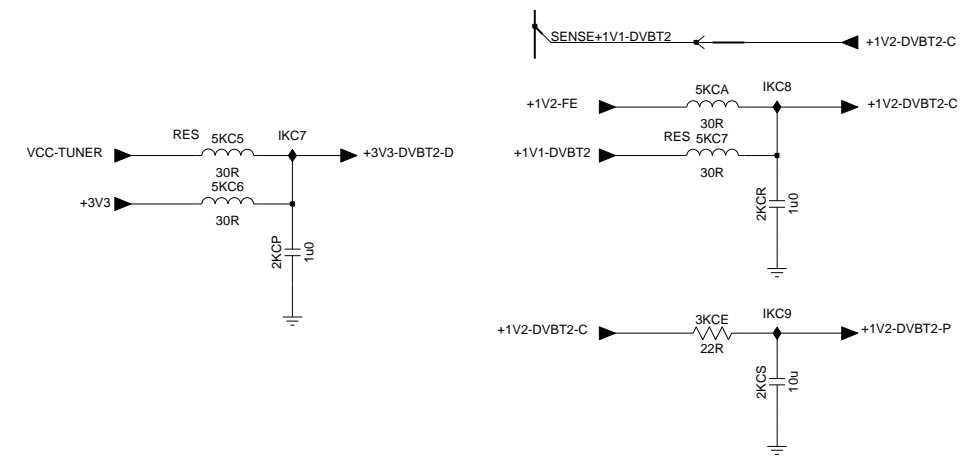 SENSE+1V1-DVBT2
+1V2-DVBT2-C
5KCA
IKC8
+1V2-FE
+1V2-DVBT2-C
30R
RES 5KC7
+1V1-DVBT2
30R
2KCR
1u0
RES 5KC5
IKC7
VCC-TUNER
+3V3-DVBT2-D
30R
5KC6
+3V3
30R
2KCP
1u0
3KCE
IKC9
+1V2-DVBT2-C
+1V2-DVBT2-P
22R
2KCS
10u